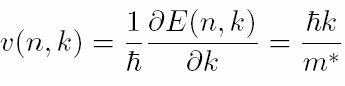 v(n, k) = \frac{1}{\hbar} \frac{\partial E(n, k)}{\partial k} = \frac{\hbar k}{m^*}